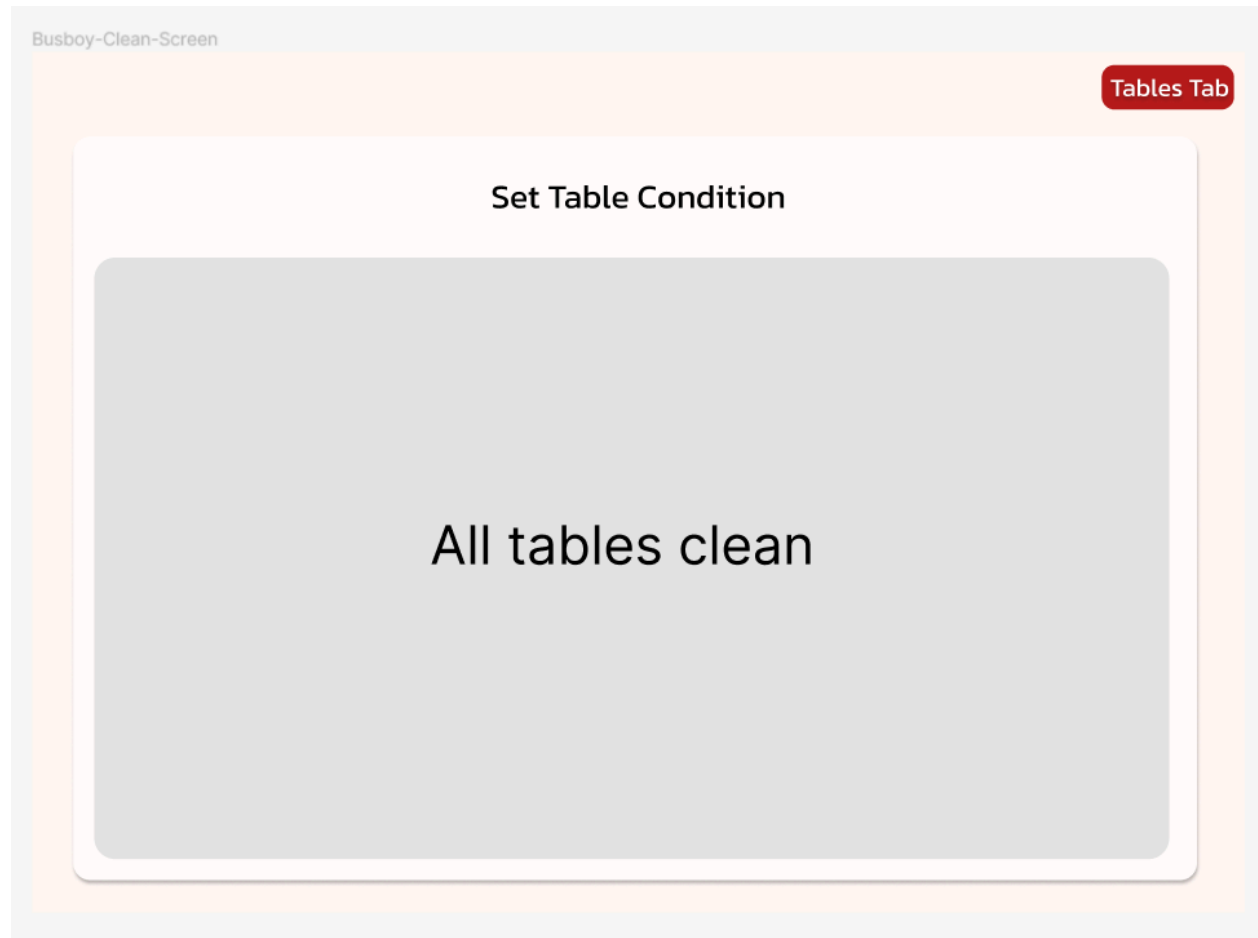 Busboy-Clean-Screen
Tables Tab
Set Table Condition
All tables clean